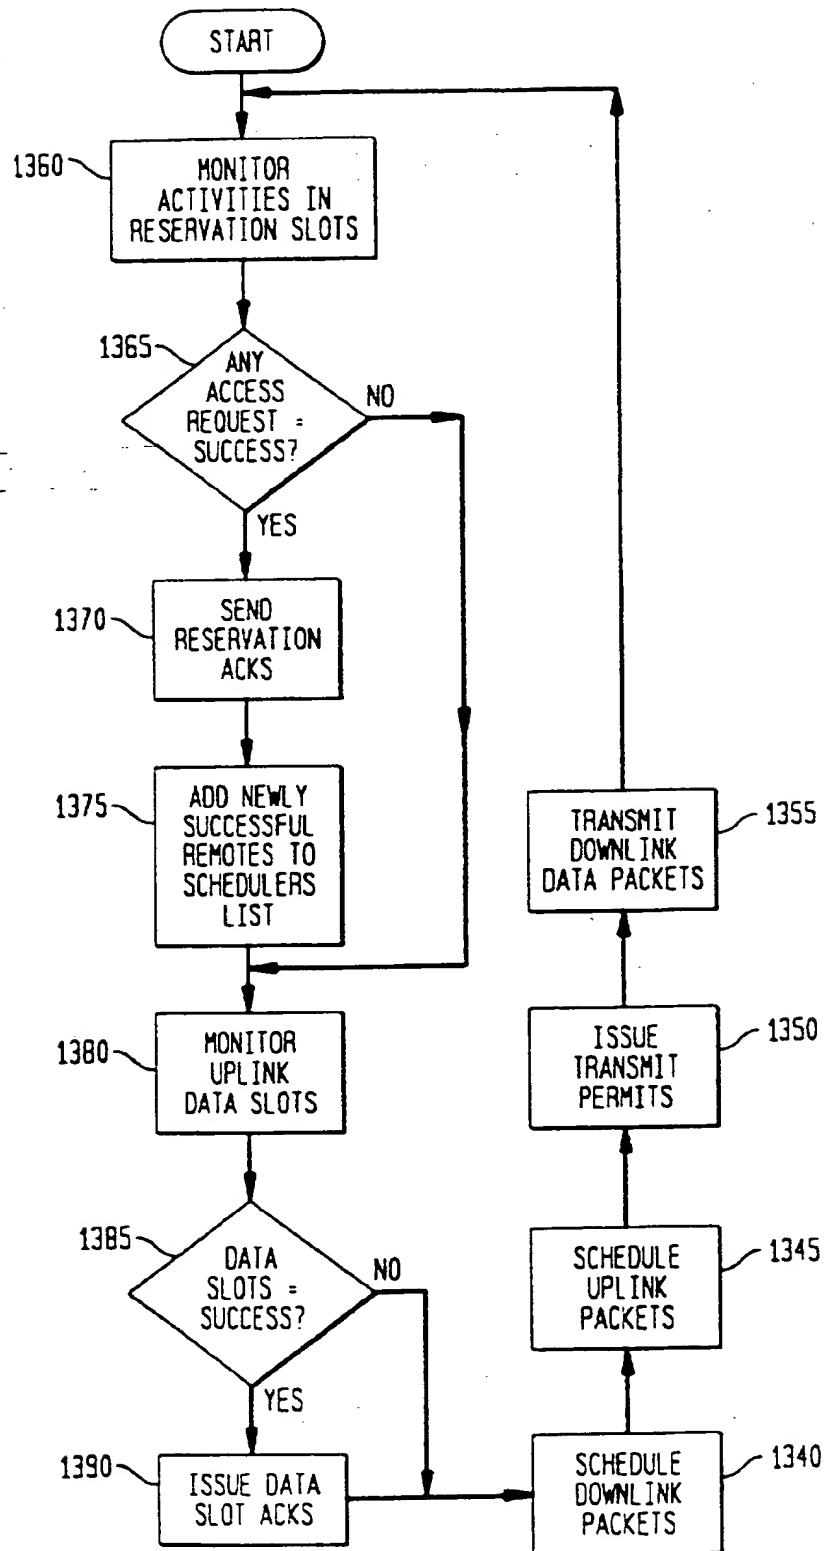 START
1360
MONITOR
ACTIVITIES IN
RESERVATION SLOTS
1365
ANY
ACCESS
REQUEST =
SUCCESS?
NO
YES
1370
SEND
RESERVATION
ACKS
1375
ADD NEWLY
SUCCESSFUL
REMOTES TO
SCHEDULERS
LIST
1380
MONITOR
UPLINK
DATA SLOTS
1385
DATA
SLOTS =
SUCCESS?
NO
YES
1390
ISSUE DATA
SLOT ACKS
SCHEDULE
DOWNLINK
PACKETS
1340
SCHEDULE
UPLINK
PACKETS
1345
ISSUE
TRANSMIT
PERMITS
1350
TRANSMIT
DOWNLINK
DATA PACKETS
1355